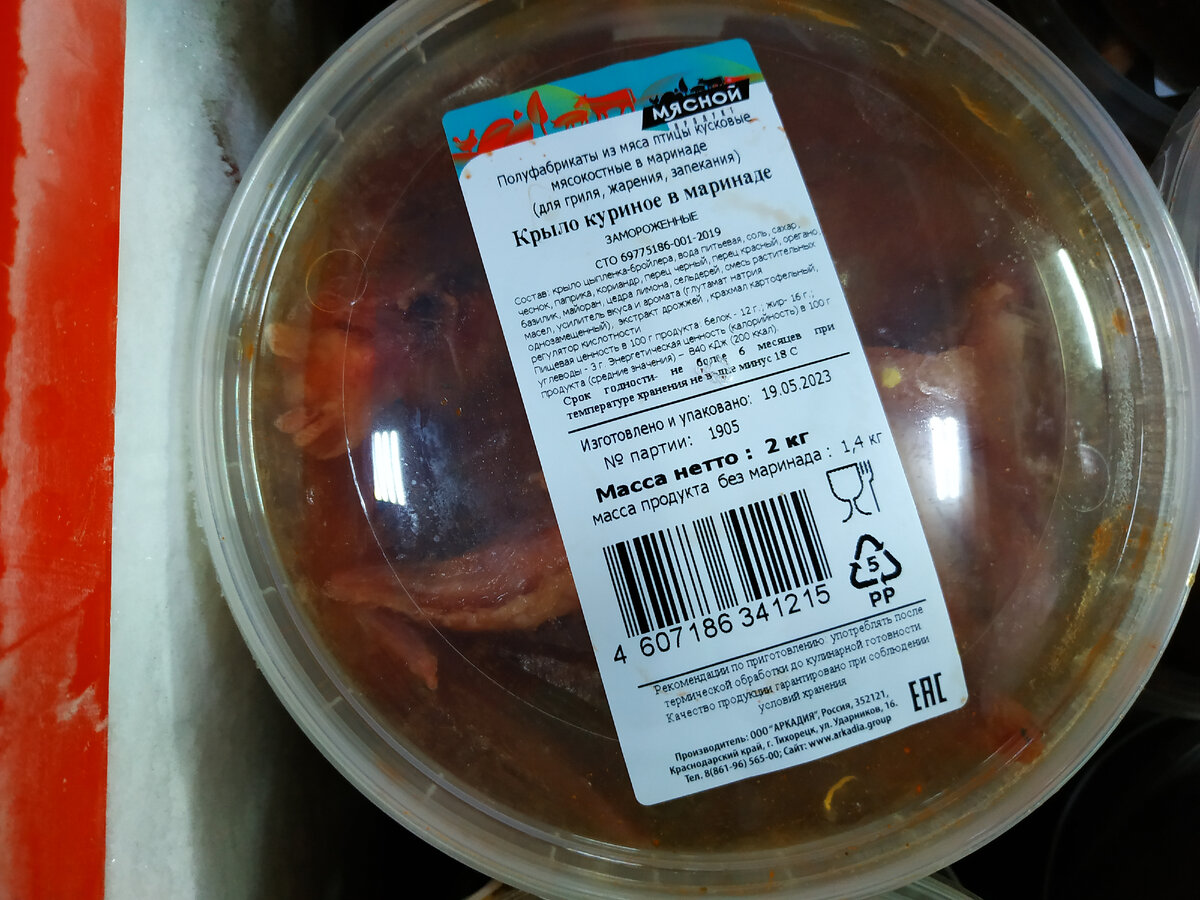 МЯСНОЙ
ПРОДУКТ
Полуфабрикаты из мяса птицы кусковые
мясокостные в маринаде
(для гриля, жарения, запекания)
Крыло куриное в маринаде
ЗАМОРОЖЕННЫЕ
СТО 69775186-001-2019
Состав: крыло цыпленка-бройлера, вода питьевая, соль, сахар,
чеснок, паприка, кориандр, перец черный, перец красный, орегано,
базилик, майоран, цедра лимона, сельдерей, смесь растительных
масел, усилитель вкуса и аромата (глутамат натрия
однозамещенный), экстракт дрожжей , крахмал картофельный,
регулятор кислотности
Пищевая ценность в 100 г продукта: белок - 12 г.; жир- 16 г.;
углеводы - 3 г. Энергетическая ценность (калорийность) в 100 г
продукта (средние значения) – 840 кДж (200 ккал).
Срок годности- не более 6 месяцев при
температуре хранения не выше минус 18 С
Изготовлено и упаковано: 19.05.2023
№ партии: 1905
Масса нетто : 2 кг
масса продукта без маринада : 1,4 кг
5
PP
4 607186 341215
Рекомендации по приготовлению: употреблять после
термической обработки до кулинарной готовности
Качество продукции гарантировано при соблюдении
условий хранения
EAC
Производитель: ООО "АРКАДИЯ", Россия, 352121,
Краснодарский край, г. Тихорецк, ул. Ударников, 16.
Тел. 8(861-96) 565-00; Сайт: www.arkadia.group